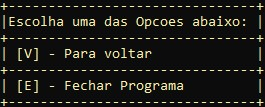 Escolha uma das Opcoes abaixo:
[V] - Para voltar
[E] - Fechar Programa